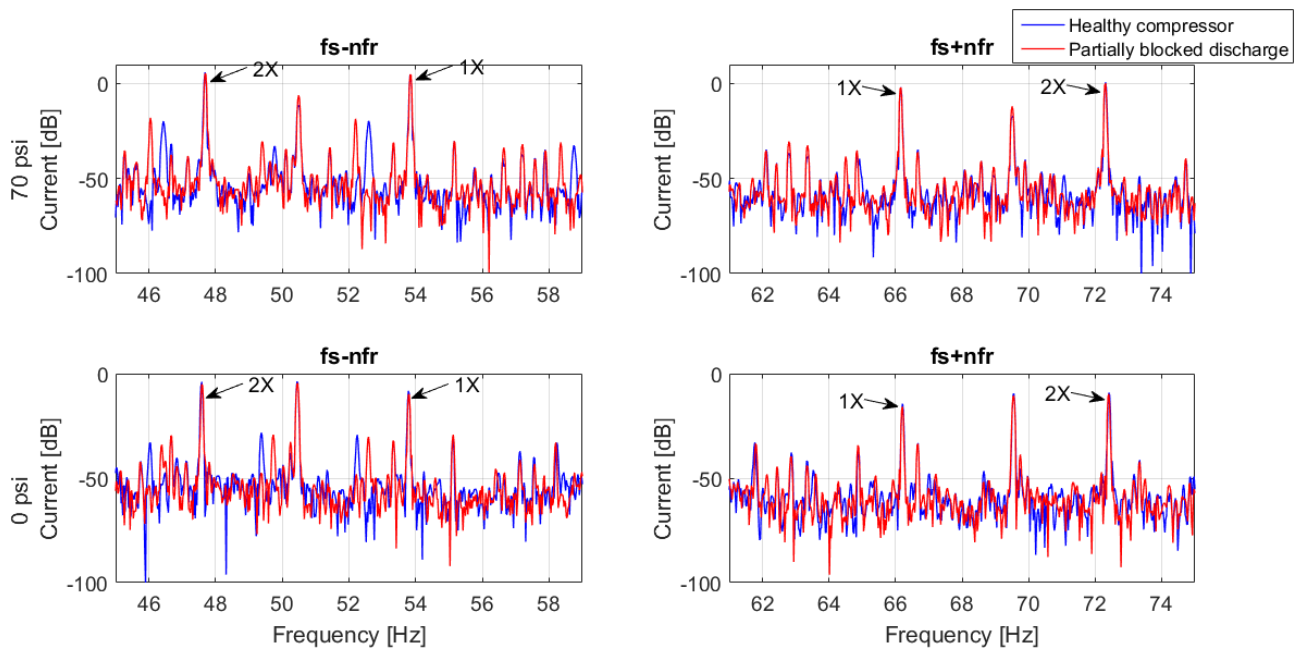 Healthy compressor
Partially blocked discharge
fs-nfr
fs+nfr
70 psi
Current [dB]
0
-50
-100
2X
1X
46 48 50 52 54 56 58
Current [dB]
0
-50
-100
1X
2X
62 64 66 68 70 72 74
fs-nfr
fs+nfr
0 psi
Current [dB]
0
-50
-100
2X
1X
46 48 50 52 54 56 58
Frequency [Hz]
Current [dB]
0
-50
-100
1X
2X
62 64 66 68 70 72 74
Frequency [Hz]